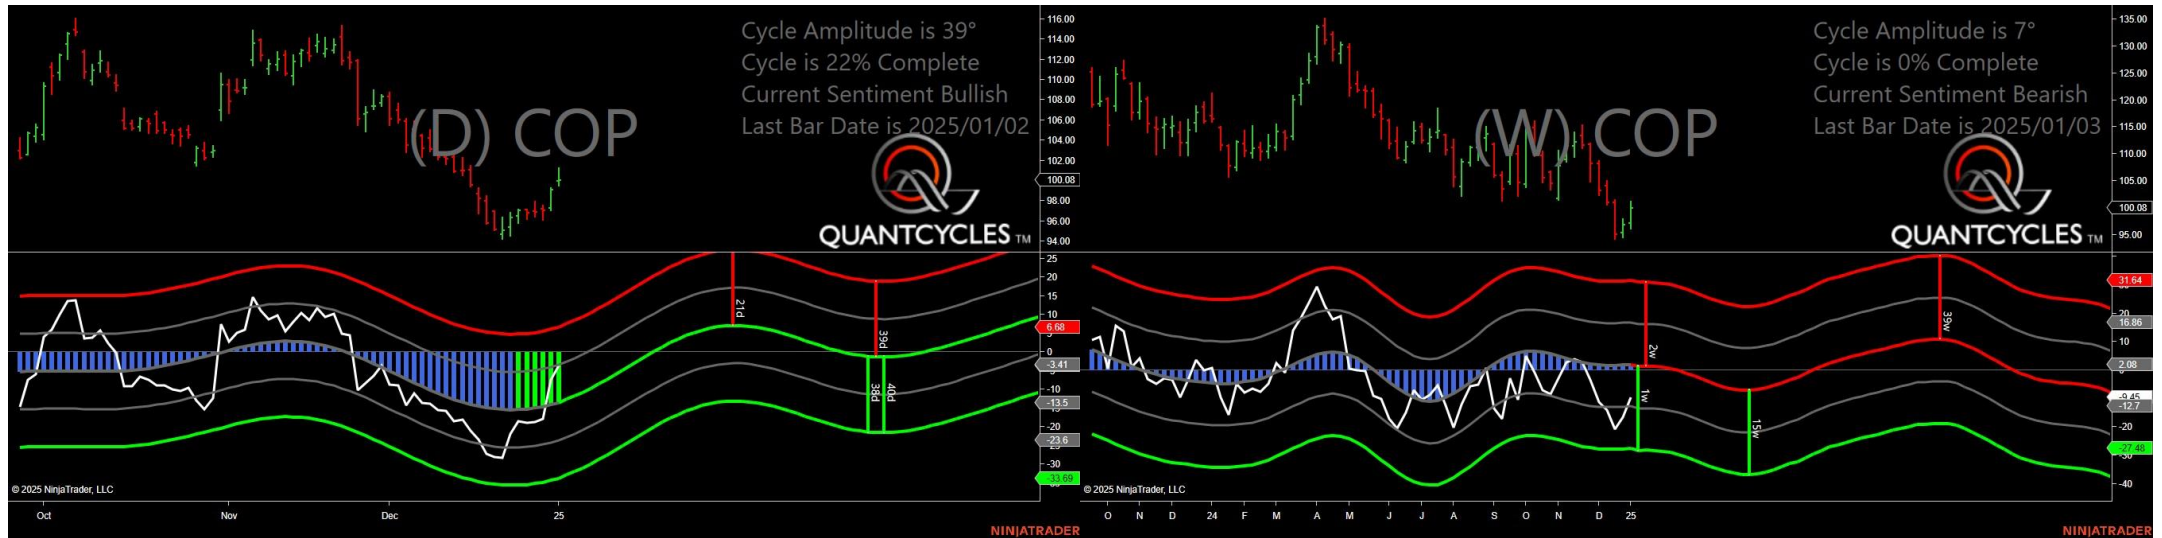 Cycle Amplitude is 39°
Cycle is 22% Complete
Current Sentiment Bullish
Last Bar Date is 2025/01/02
(D) COP
QUANTCYCLES TM
116.00
114.00
112.00
110.00
108.00
106.00
104.00
102.00
100.08
98.00
96.00
94.00
25
20
15
10
6.68
0
-3.41
-10
-13.5
-20
-23.6
-30
-33.69
21d
39d
38d
40d
© 2025 NinjaTrader, LLC
Oct
Nov
Dec
25
NINJATRADER
Cycle Amplitude is 7°
Cycle is 0% Complete
Current Sentiment Bearish
Last Bar Date is 2025/01/03
(W) COP
QUANTCYCLES TM
135.00
130.00
125.00
120.00
115.00
110.00
105.00
100.08
95.00
31.64
20
16.86
10
2.08
-9.45
-12.7
-20
-27.48
-40
2w
1w
15w
39w
© 2025 NinjaTrader, LLC
O N D 24 F M A M J J A S O N D 25
NINJATRADER